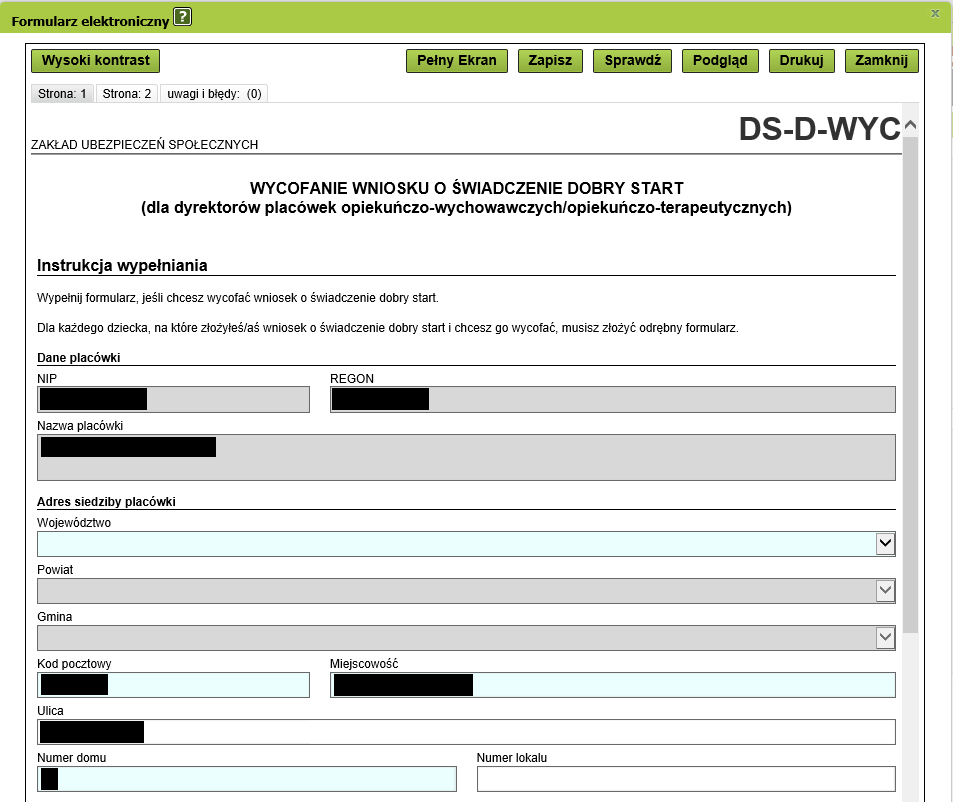 Formularz elektroniczny ?
x
Wysoki kontrast Pełny Ekran Zapisz Sprawdź Podgląd Drukuj Zamknij
Strona: 1 Strona: 2 uwagi i błędy: (0)
DS-D-WYC
ZAKŁAD UBEZPIECZEŃ SPOŁECZNYCH
WYCOFANIE WNIOSKU O ŚWIADCZENIE DOBRY START
(dla dyrektorów placówek opiekuńczo-wychowawczych/opiekuńczo-terapeutycznych)
Instrukcja wypełniania
Wypełnij formularz, jeśli chcesz wycofać wniosek o świadczenie dobry start.
Dla każdego dziecka, na które złożyłeś/aś wniosek o świadczenie dobry start i chcesz go wycofać, musisz złożyć odrębny formularz.
Dane placówki
NIP REGON
Nazwa placówki
Adres siedziby placówki
Województwo
Powiat
Gmina
Kod pocztowy Miejscowość
Ulica
Numer domu Numer lokalu